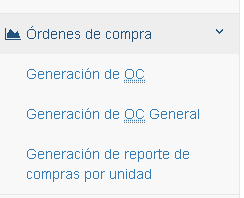 Órdenes de compra
Generación de OC
Generación de OC General
Generación de reporte de
compras por unidad